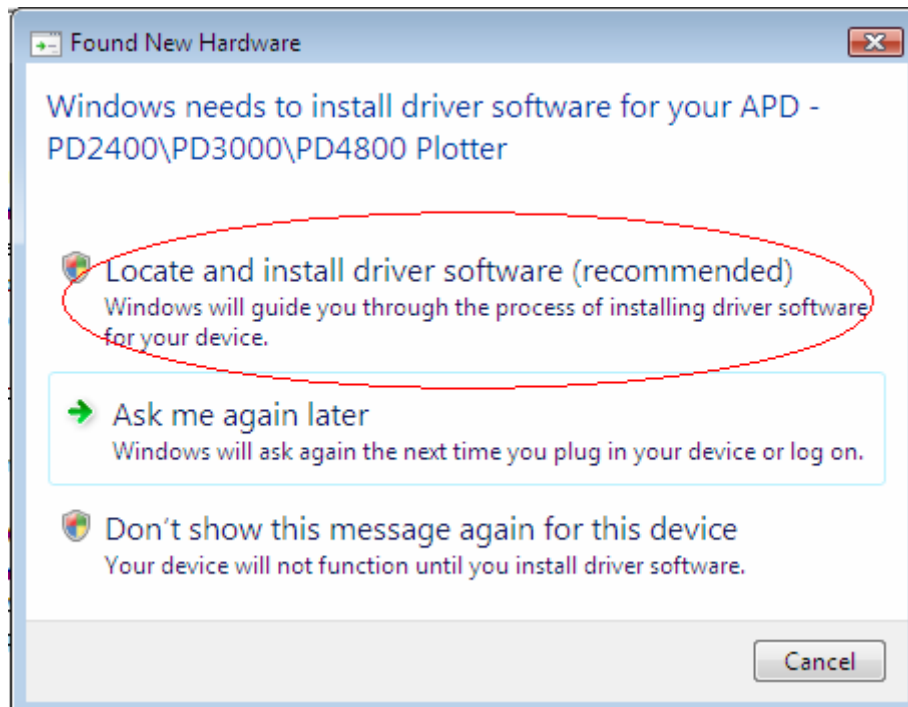 Found New Hardware
Windows needs to install driver software for your APD -
PD2400\PD3000\PD4800 Plotter
Locate and install driver software (recommended)
Windows will guide you through the process of installing driver software
for your device.
Ask me again later
Windows will ask again the next time you plug in your device or log on.
Don't show this message again for this device
Your device will not function until you install driver software.
Cancel